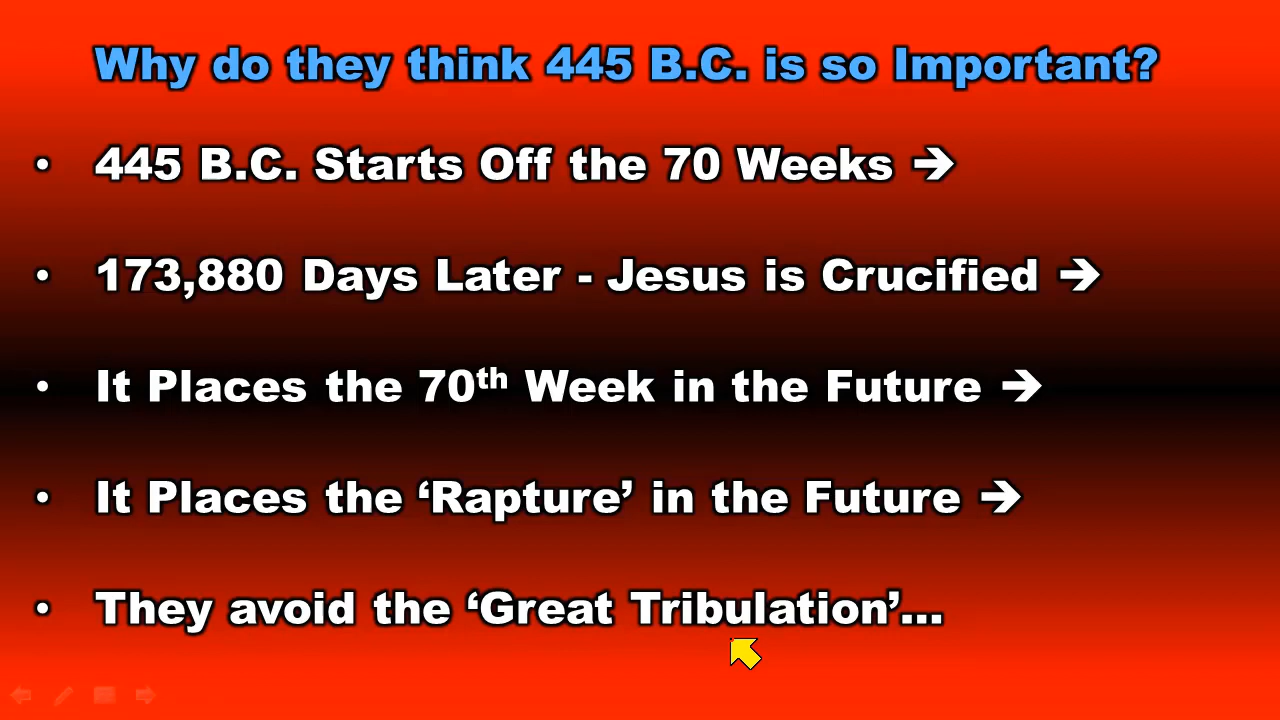 Why do they think 445 B.C. is so Important?
• 445 B.C. Starts Off the 70 Weeks ➔
• 173,880 Days Later - Jesus is Crucified ➔
• It Places the 70th Week in the Future ➔
• It Places the ‘Rapture’ in the Future ➔
• They avoid the ‘Great Tribulation’...